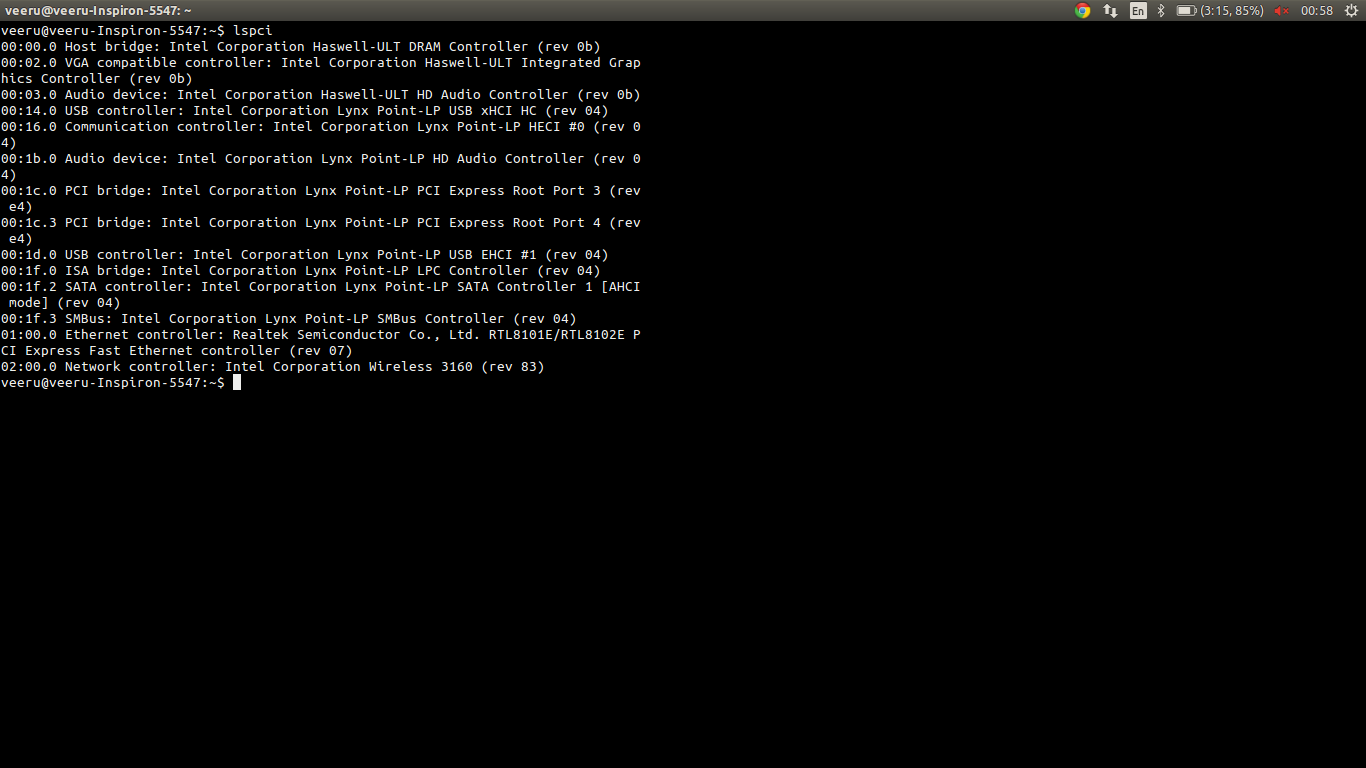 veeru@veeru-Inspiron-5547: ~
En
(3:15, 85%)
00:58
veeru@veeru-Inspiron-5547:~$ lspci
00:00.0 Host bridge: Intel Corporation Haswell-ULT DRAM Controller (rev 0b)
00:02.0 VGA compatible controller: Intel Corporation Haswell-ULT Integrated Grap
hics Controller (rev 0b)
00:03.0 Audio device: Intel Corporation Haswell-ULT HD Audio Controller (rev 0b)
00:14.0 USB controller: Intel Corporation Lynx Point-LP USB xHCI HC (rev 04)
00:16.0 Communication controller: Intel Corporation Lynx Point-LP HECI #0 (rev 0
4)
00:1b.0 Audio device: Intel Corporation Lynx Point-LP HD Audio Controller (rev 0
4)
00:1c.0 PCI bridge: Intel Corporation Lynx Point-LP PCI Express Root Port 3 (rev
 e4)
00:1c.3 PCI bridge: Intel Corporation Lynx Point-LP PCI Express Root Port 4 (rev
 e4)
00:1d.0 USB controller: Intel Corporation Lynx Point-LP USB EHCI #1 (rev 04)
00:1f.0 ISA bridge: Intel Corporation Lynx Point-LP LPC Controller (rev 04)
00:1f.2 SATA controller: Intel Corporation Lynx Point-LP SATA Controller 1 [AHCI
 mode] (rev 04)
00:1f.3 SMBus: Intel Corporation Lynx Point-LP SMBus Controller (rev 04)
01:00.0 Ethernet controller: Realtek Semiconductor Co., Ltd. RTL8101E/RTL8102E P
CI Express Fast Ethernet controller (rev 07)
02:00.0 Network controller: Intel Corporation Wireless 3160 (rev 83)
veeru@veeru-Inspiron-5547:~$